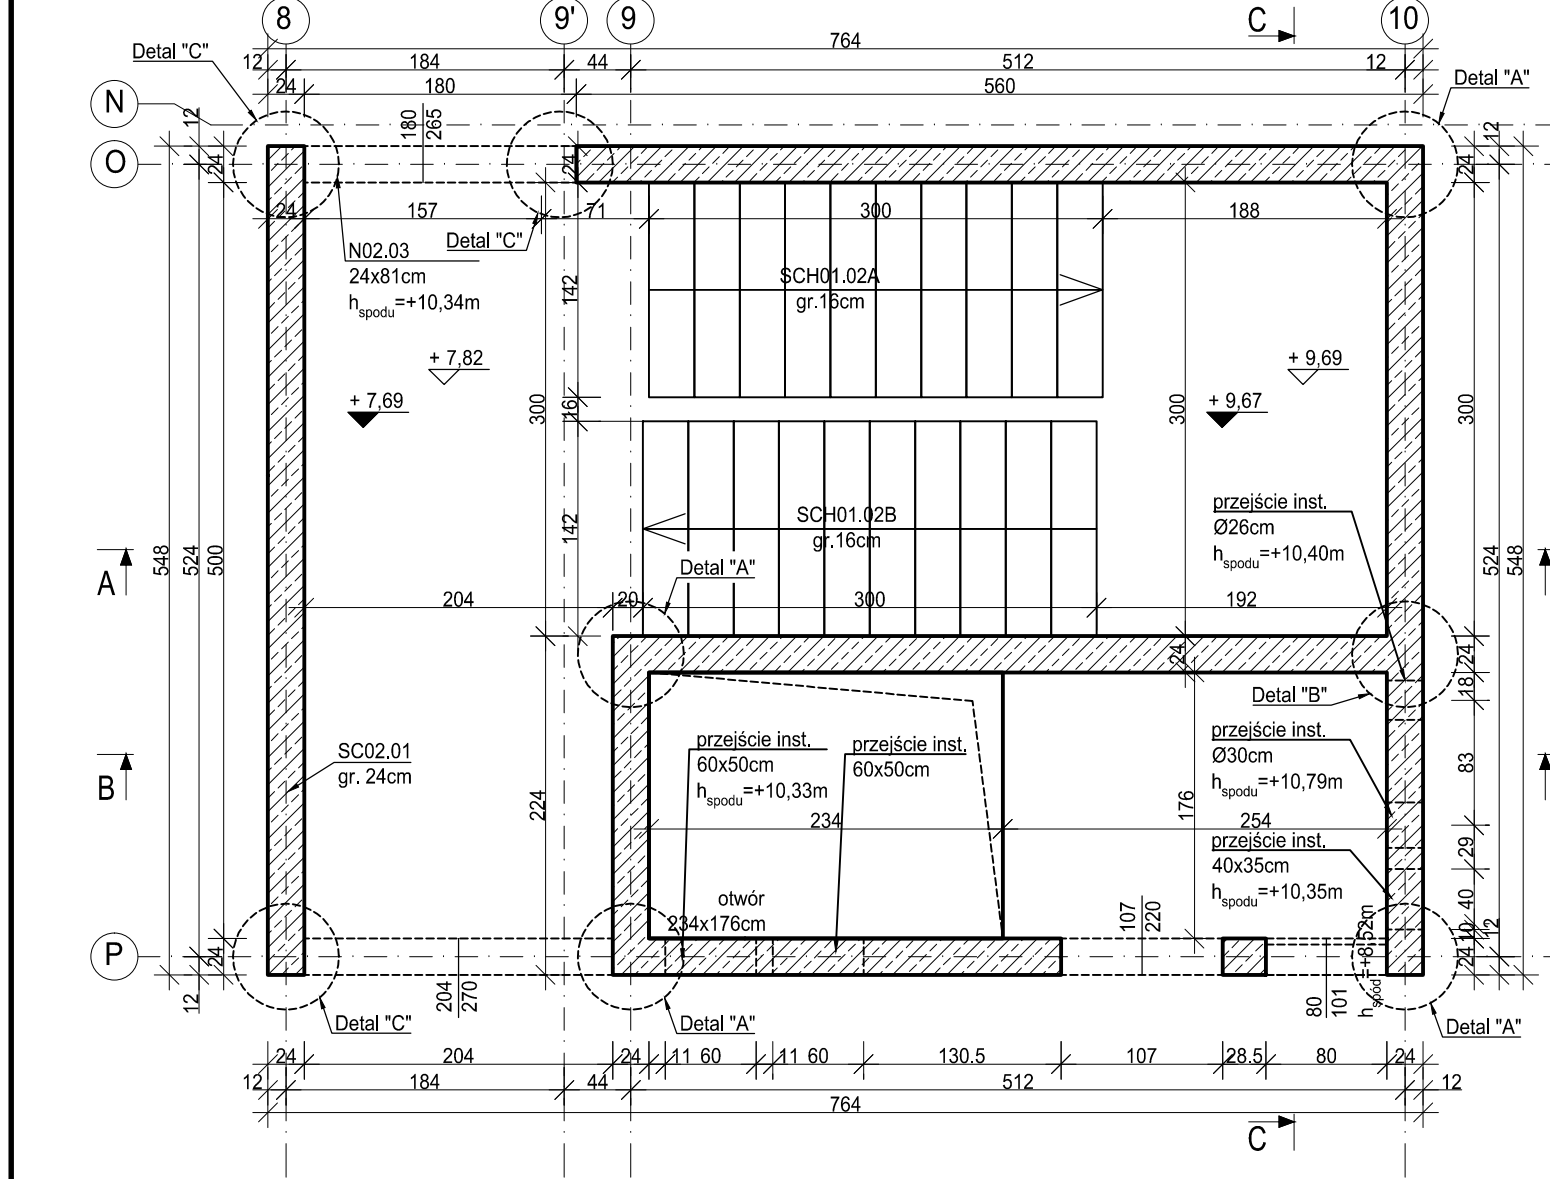 8
9'
9
C
10
764
Detal "C"
12
184
44
512
12
Detal "A"
24
180
560
N
12
180
265
12
O
24
24
24
24
157
71
300
188
Detal "C"
N02.03
24x81cm
hspodu=+10,34m
142
SCH01.02A
gr.16cm
+ 7,82
+ 9,69
+ 7,69
300
16
300
+ 9,67
300
przejście inst.
Ø26cm
hspodu=+10,40m
142
SCH01.02B
gr.16cm
A
548
524
500
Detal "A"
524
548
204
20
300
192
24
24
18
Detal "B"
SC02.01
gr. 24cm
przejście inst.
60x50cm
hspodu=+10,33m
przejście inst.
60x50cm
przejście inst.
Ø30cm
hspodu=+10,79m
83
B
224
176
234
254
przejście inst.
40x35cm
hspodu=+10,35m
29
40
otwór
234x176cm
107
220
10
12
P
24
24
12
204
270
80
101
hspód=+8,52m
Detal "C"
Detal "A"
Detal "A"
24
204
24
11
60
11
60
130.5
107
28.5
80
24
12
184
44
512
12
764
C